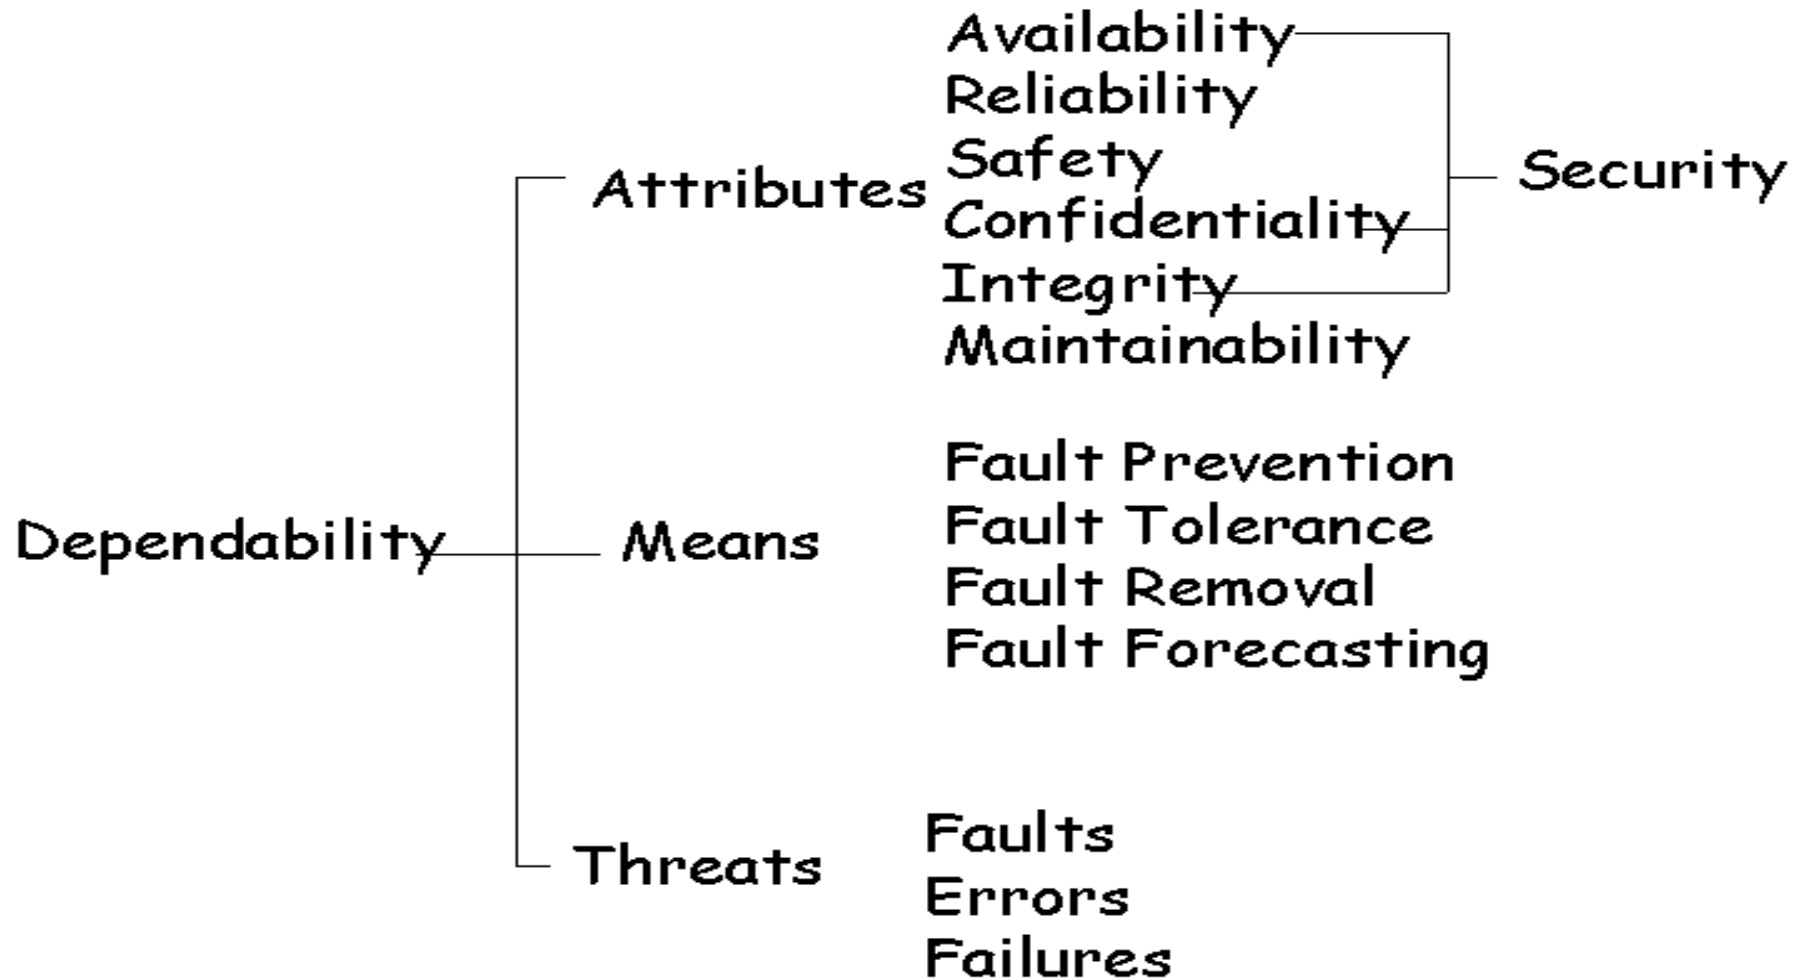 Availability
Reliability
Safety
Security
Attributes
Confidentiality
Integrity
Maintainability
Fault Prevention
Fault Tolerance
Dependability
Means
Fault Removal
Fault Forecasting
Faults
Threats
Errors
Failures